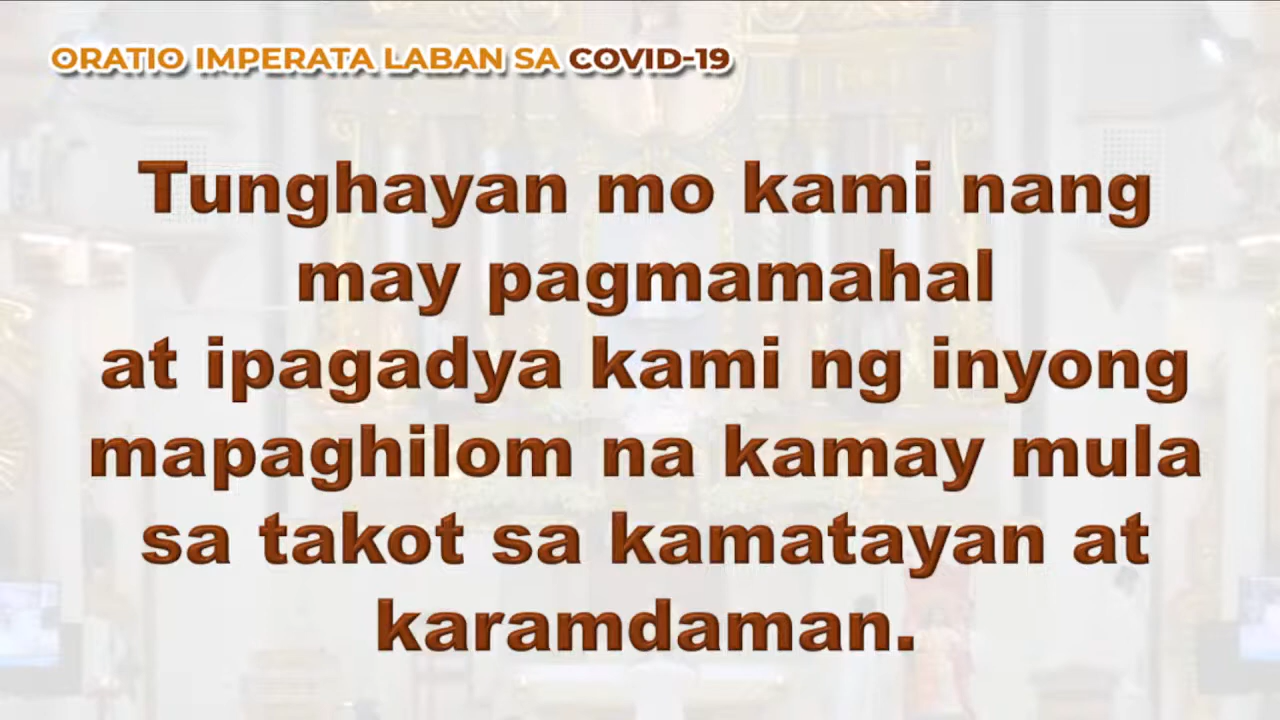 ORATIO IMPERATA LABAN SA COVID-19
Tunghayan mo kami nang
may pagmamahal
at ipagadya kami ng inyong
mapaghilom na kamay mula
sa takot sa kamatayan at
karamdaman.